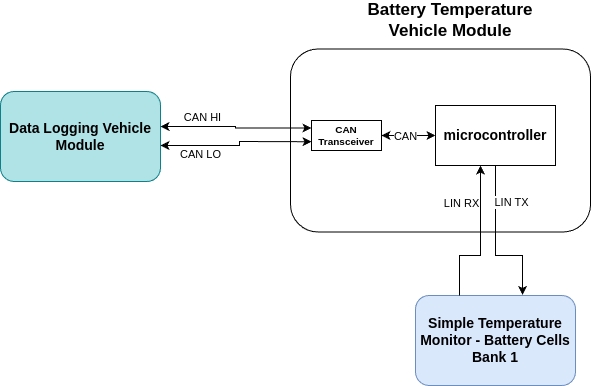 Battery Temperature
Vehicle Module
Data Logging Vehicle
Module
CAN HI
CAN LO
CAN
Transceiver
CAN
microcontroller
LIN RX
LIN TX
Simple Temperature
Monitor - Battery Cells
Bank 1